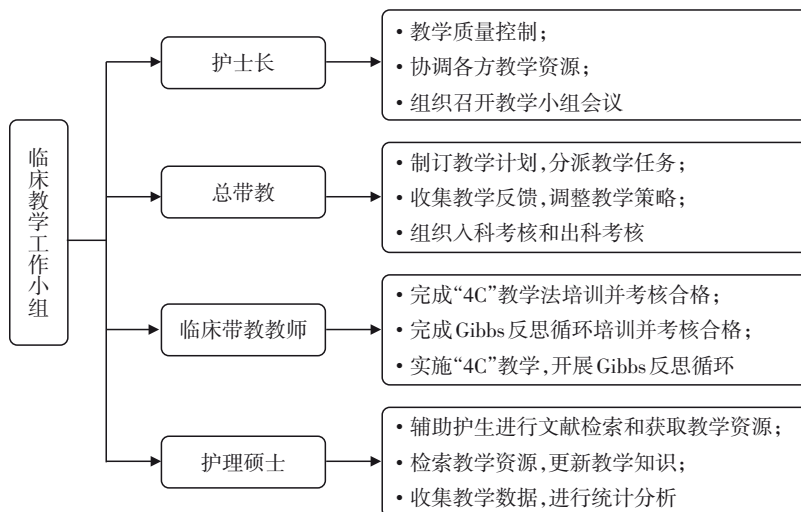 临床教学工作小组
护士长
• 教学质量控制；
• 协调各方教学资源；
• 组织召开教学小组会议
总带教
• 制订教学计划，分派教学任务；
• 收集教学反馈，调整教学策略；
• 组织入科考核和出科考核
临床带教教师
• 完成“4C”教学法培训并考核合格；
• 完成Gibbs反思循环培训并考核合格；
• 实施“4C”教学，开展Gibbs反思循环
护理硕士
• 辅助护生进行文献检索和获取教学资源；
• 检索教学资源，更新教学知识；
• 收集教学数据，进行统计分析